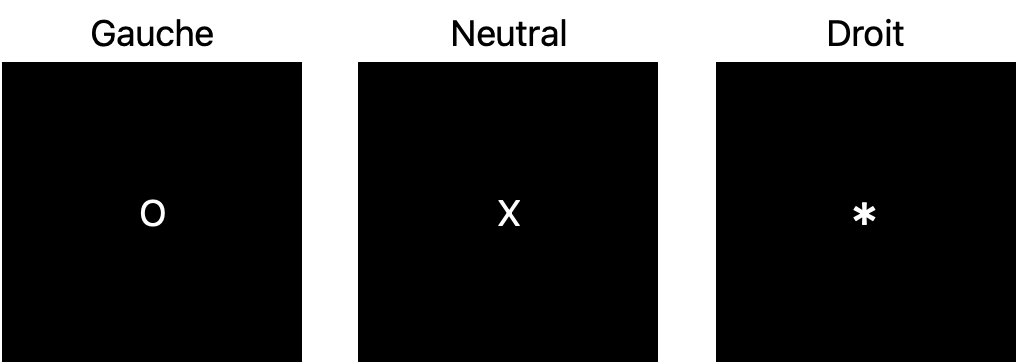 Gauche Neutral Droit
O X *